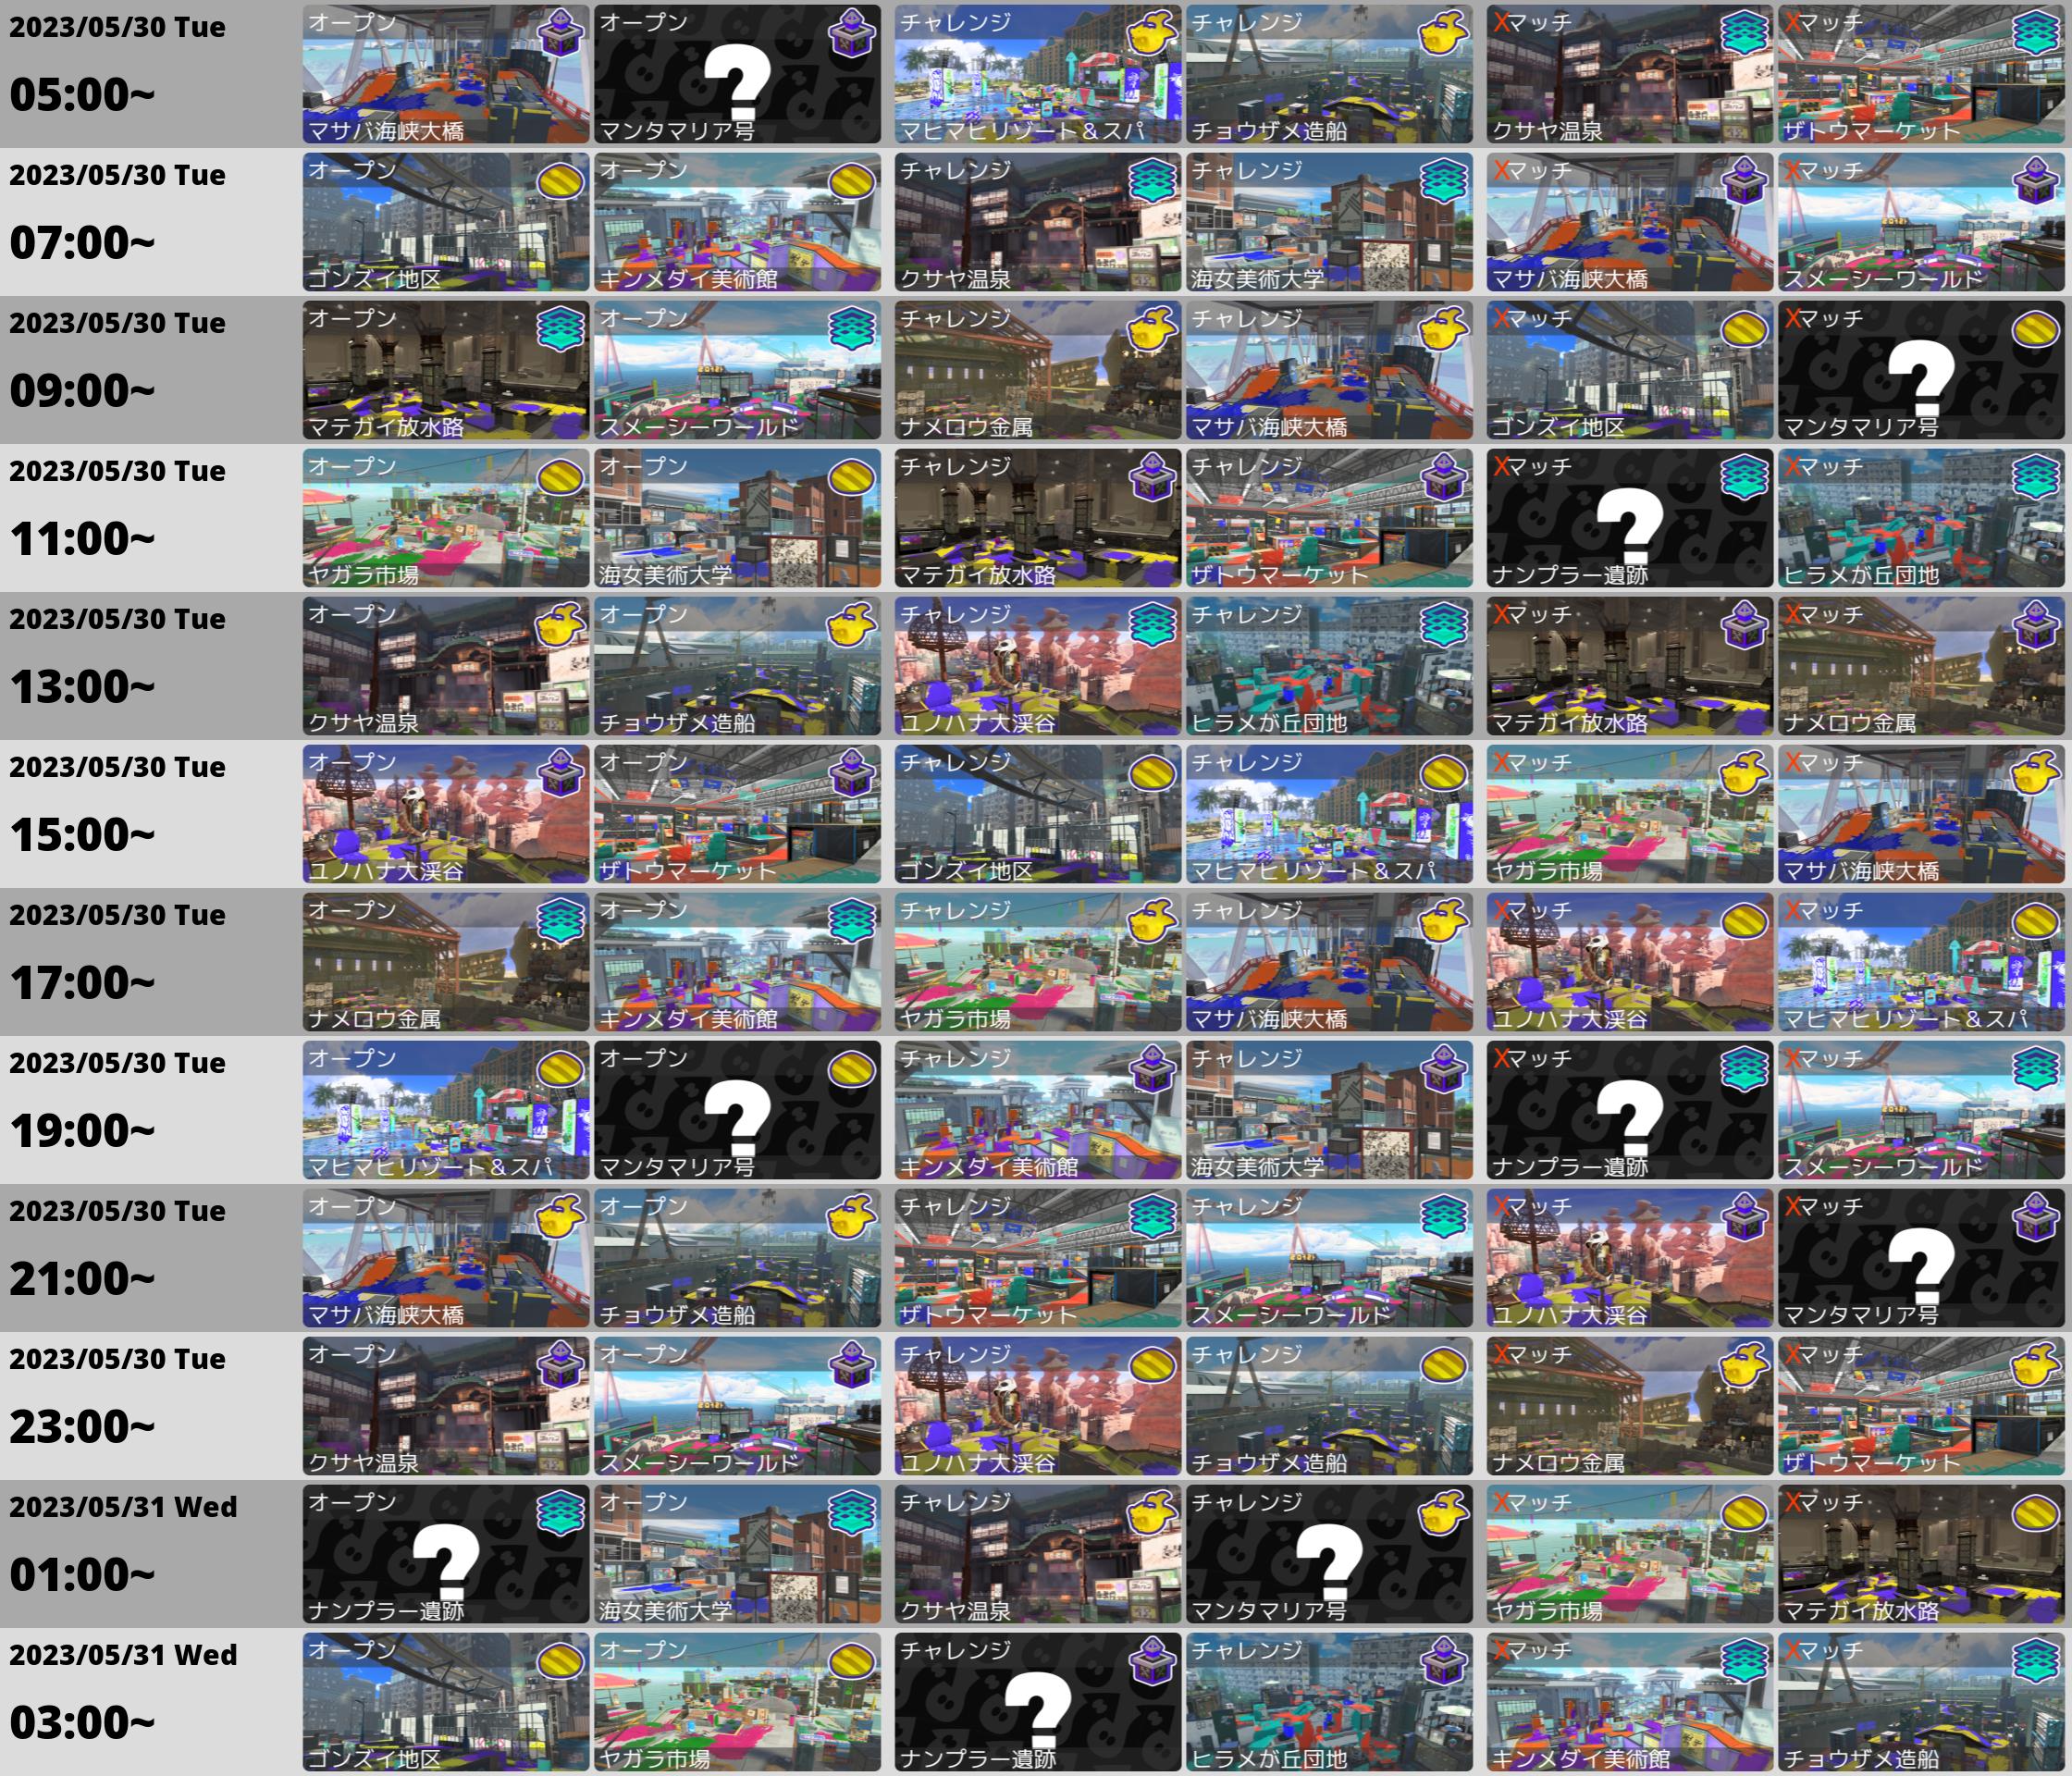 2023/05/30 Tue
05:00~
オープン
マサバ海峡大橋
オープン
?
マンタマリア号
チャレンジ
マヒマヒリゾート＆スパ
チャレンジ
チョウザメ造船
Xマッチ
クサヤ温泉
Xマッチ
ザトウマーケット
2023/05/30 Tue
07:00~
オープン
ゴンズイ地区
オープン
キンメダイ美術館
チャレンジ
クサヤ温泉
チャレンジ
海女美術大学
Xマッチ
マサバ海峡大橋
Xマッチ
スメーシーワールド
2023/05/30 Tue
09:00~
オープン
マテガイ放水路
オープン
スメーシーワールド
チャレンジ
ナメロウ金属
チャレンジ
マサバ海峡大橋
Xマッチ
ゴンズイ地区
Xマッチ
?
マンタマリア号
2023/05/30 Tue
11:00~
オープン
ヤガラ市場
オープン
海女美術大学
チャレンジ
マテガイ放水路
チャレンジ
ザトウマーケット
Xマッチ
?
ナンプラー遺跡
Xマッチ
ヒラメが丘団地
2023/05/30 Tue
13:00~
オープン
クサヤ温泉
オープン
チョウザメ造船
チャレンジ
ユノハナ大渓谷
チャレンジ
ヒラメが丘団地
Xマッチ
マテガイ放水路
Xマッチ
ナメロウ金属
2023/05/30 Tue
15:00~
オープン
ユノハナ大渓谷
オープン
ザトウマーケット
チャレンジ
ゴンズイ地区
チャレンジ
マヒマヒリゾート＆スパ
Xマッチ
ヤガラ市場
Xマッチ
マサバ海峡大橋
2023/05/30 Tue
17:00~
オープン
ナメロウ金属
オープン
キンメダイ美術館
チャレンジ
ヤガラ市場
チャレンジ
マサバ海峡大橋
Xマッチ
ユノハナ大渓谷
Xマッチ
マヒマヒリゾート＆スパ
2023/05/30 Tue
19:00~
オープン
マヒマヒリゾート＆スパ
オープン
?
マンタマリア号
チャレンジ
キンメダイ美術館
チャレンジ
海女美術大学
Xマッチ
?
ナンプラー遺跡
Xマッチ
スメーシーワールド
2023/05/30 Tue
21:00~
オープン
マサバ海峡大橋
オープン
チョウザメ造船
チャレンジ
ザトウマーケット
チャレンジ
スメーシーワールド
Xマッチ
ユノハナ大渓谷
Xマッチ
?
マンタマリア号
2023/05/30 Tue
23:00~
オープン
クサヤ温泉
オープン
スメーシーワールド
チャレンジ
ユノハナ大渓谷
チャレンジ
チョウザメ造船
Xマッチ
ナメロウ金属
Xマッチ
ザトウマーケット
2023/05/31 Wed
01:00~
オープン
?
ナンプラー遺跡
オープン
海女美術大学
チャレンジ
クサヤ温泉
チャレンジ
?
マンタマリア号
Xマッチ
ヤガラ市場
Xマッチ
マテガイ放水路
2023/05/31 Wed
03:00~
オープン
ゴンズイ地区
オープン
ヤガラ市場
チャレンジ
?
ナンプラー遺跡
チャレンジ
ヒラメが丘団地
Xマッチ
キンメダイ美術館
Xマッチ
チョウザメ造船